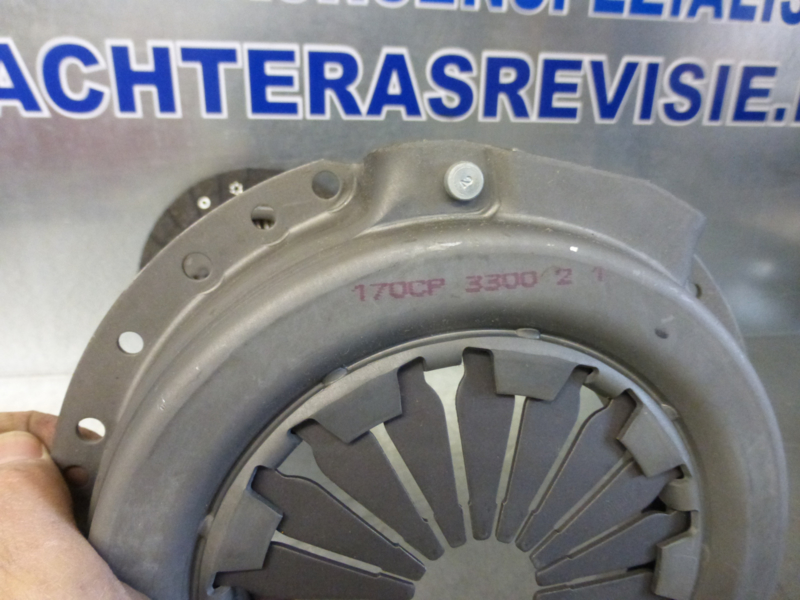 ACHTERASREVISIE.
170CP 3300 2 1